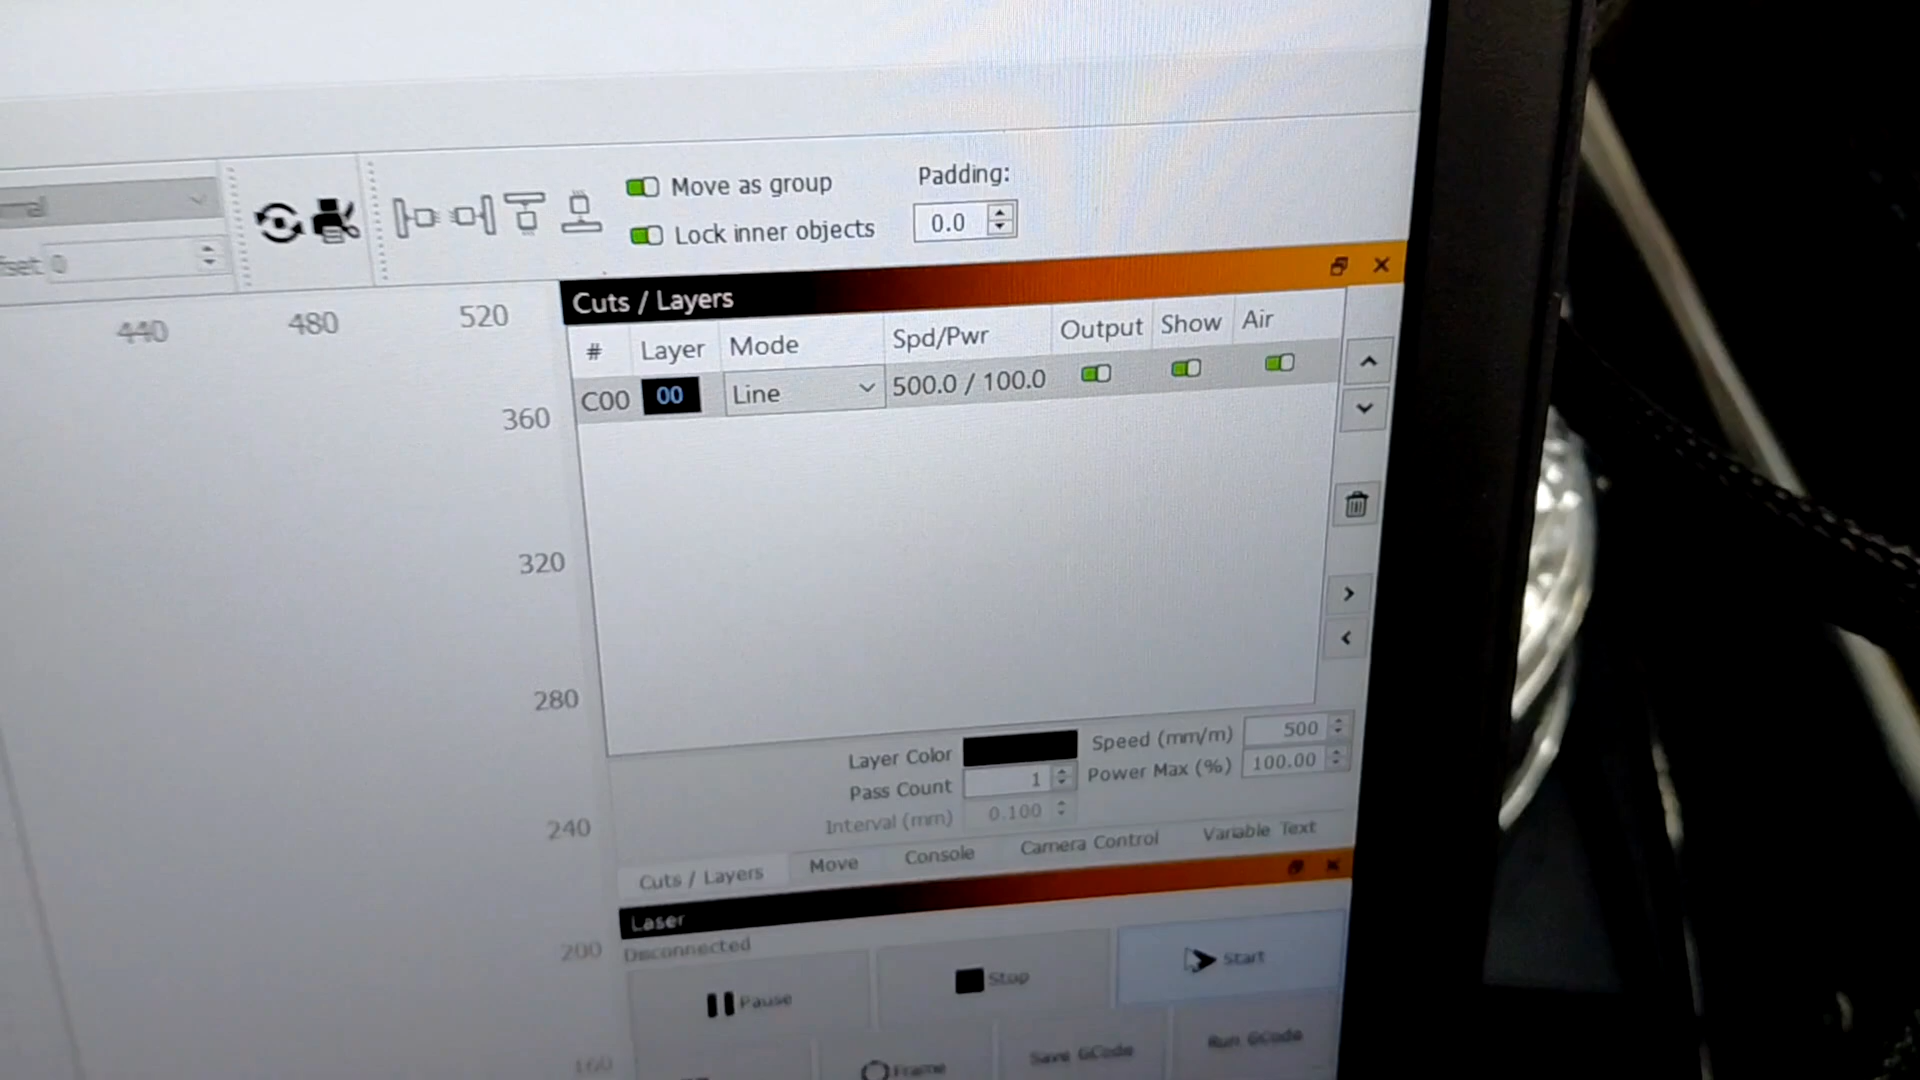 Move as group
Padding:
Lock inner objects
0.0
0
440
480
520
Cuts / Layers
# Layer Mode Spd/Pwr Output Show Air
C00 00 Line 500.0 / 100.0
360
320
280
240
200
160
Layer Color
Speed (mm/m) 500
Pass Count 1
Power Max (%) 100.00
Interval (mm) 0.100
Cuts / Layers Move Console Camera Control Variable Text
Laser
Disconnected
Pause Stop Start
Frame Save GCode Run GCode